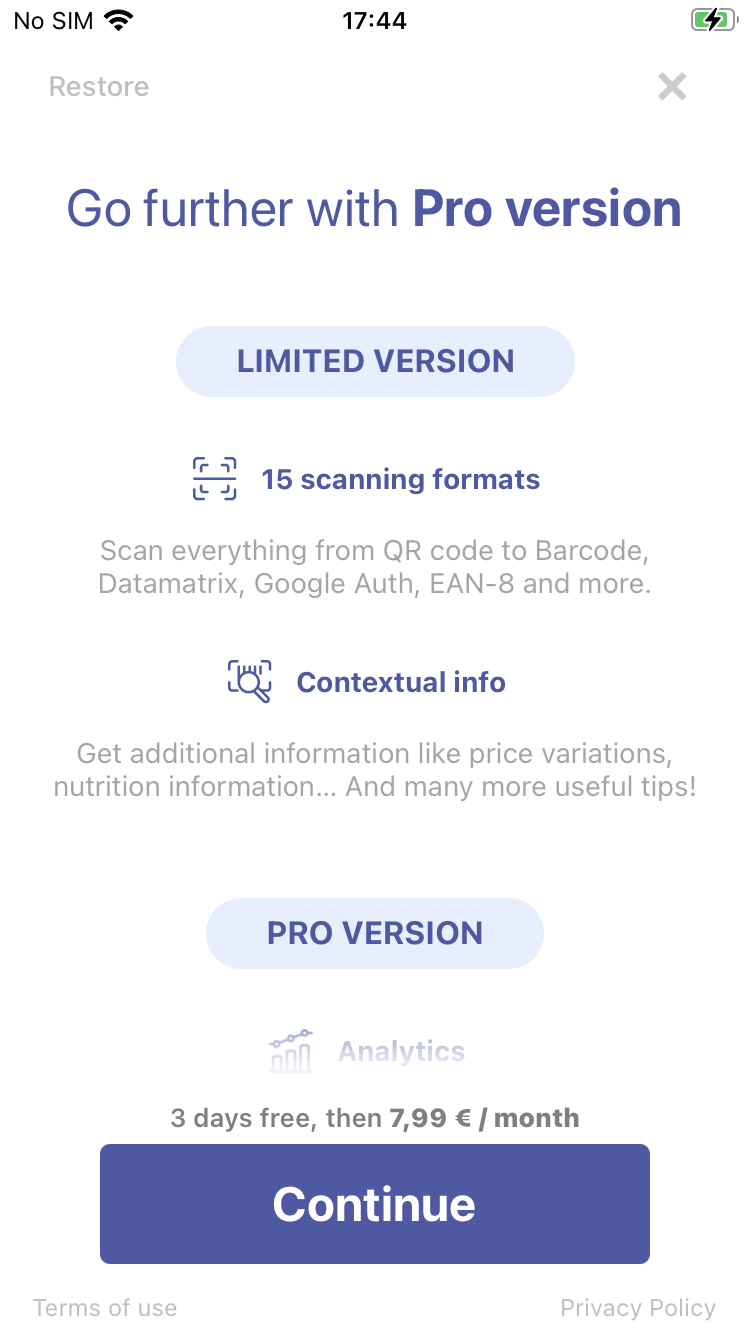 No SIM 17:44
Restore
Go further with Pro version
LIMITED VERSION
15 scanning formats
Scan everything from QR code to Barcode,
Datamatrix, Google Auth, EAN-8 and more.
Contextual info
Get additional information like price variations,
nutrition information... And many more useful tips!
PRO VERSION
Analytics
3 days free, then 7,99 € / month
Continue
Terms of use
Privacy Policy